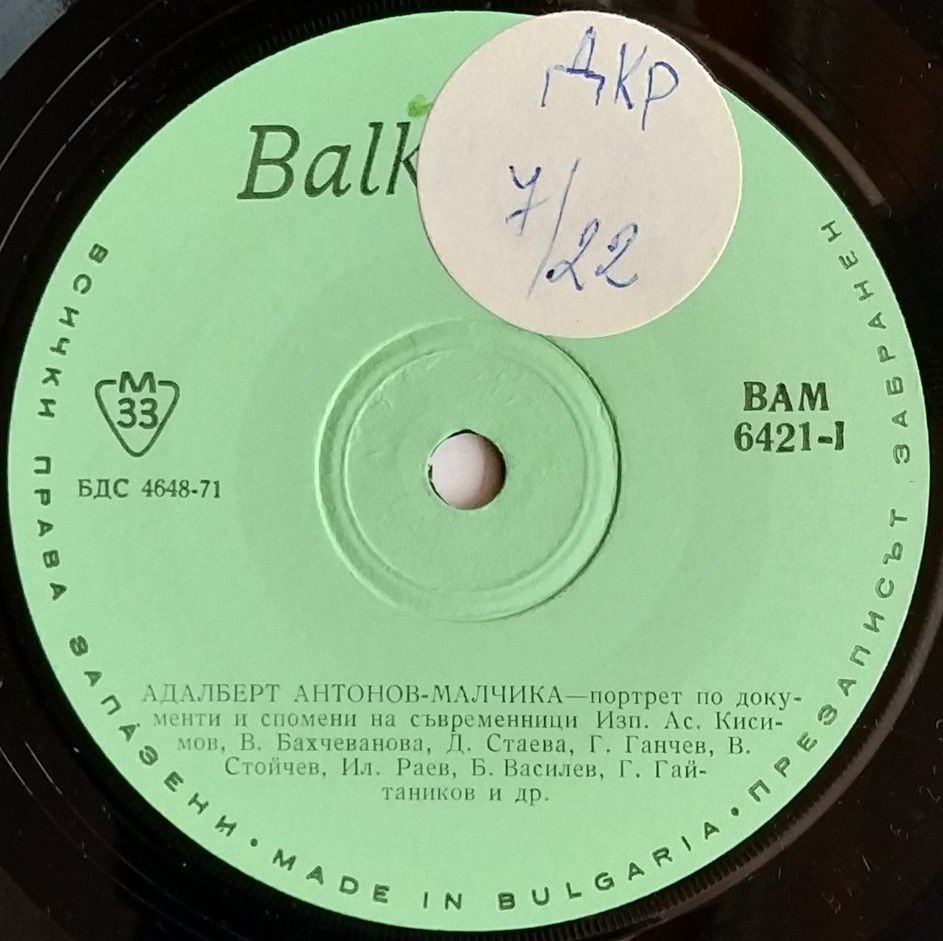 ДКР
7/22
Balk
М
33
БДС 4648-71
ВАМ
6421-I
АДАЛБЕРТ АНТОНОВ-МАЛЧИКА—портрет по доку-
менти и спомени на съвременници Изп. Ас. Киси-
мов, В. Бахчеванова, Д. Стаева, Г. Ганчев, В.
Стойчев, Ил. Раев, Б. Василев, Г. Гай-
таников и др.
ВСИЧКИ ПРАВА ЗАПАЗЕНИ • MADE IN BULGARIA • ПРЕЗАПИСЪТ ЗАБРАНЕН